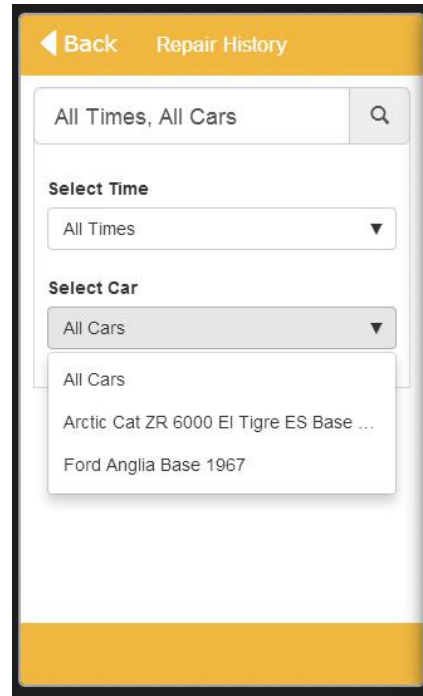 Back Repair History
All Times, All Cars
Select Time
All Times
Select Car
All Cars
All Cars
Arctic Cat ZR 6000 El Tigre ES Base ...
Ford Anglia Base 1967